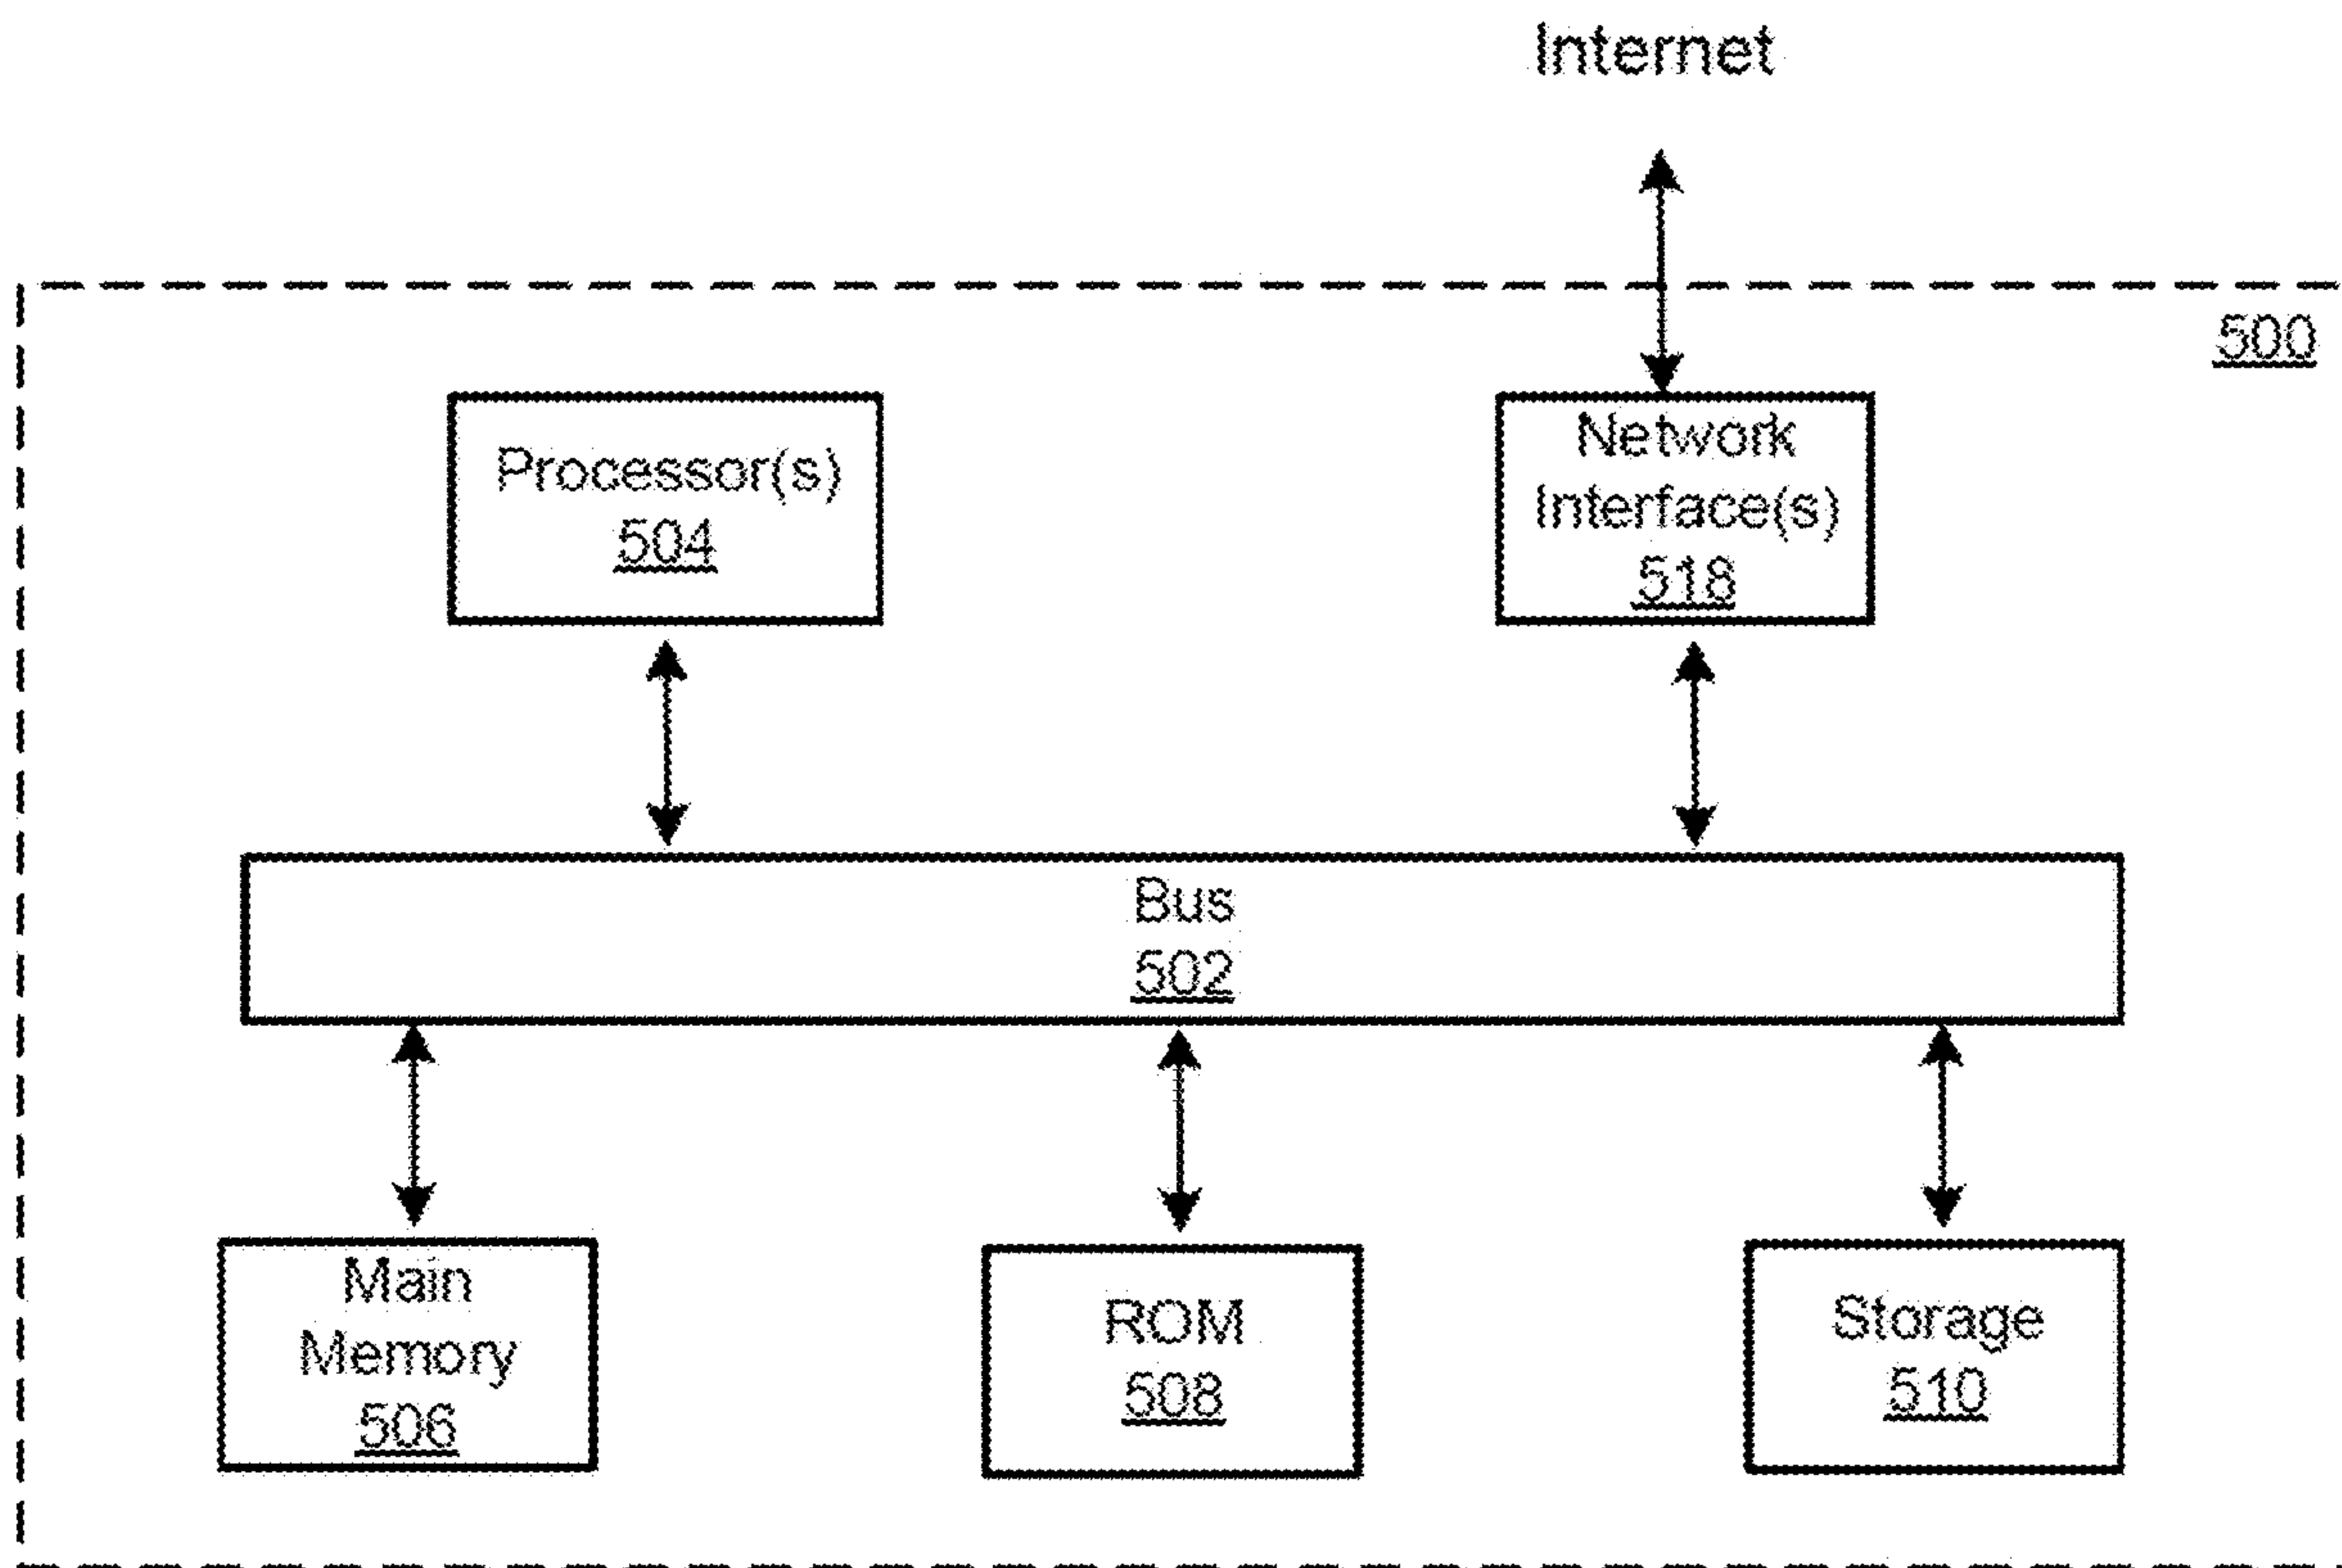 Internet
500
Processor(s)
504
Network
Interface(s)
518
Bus
502
Main
Memory
506
ROM
508
Storage
510